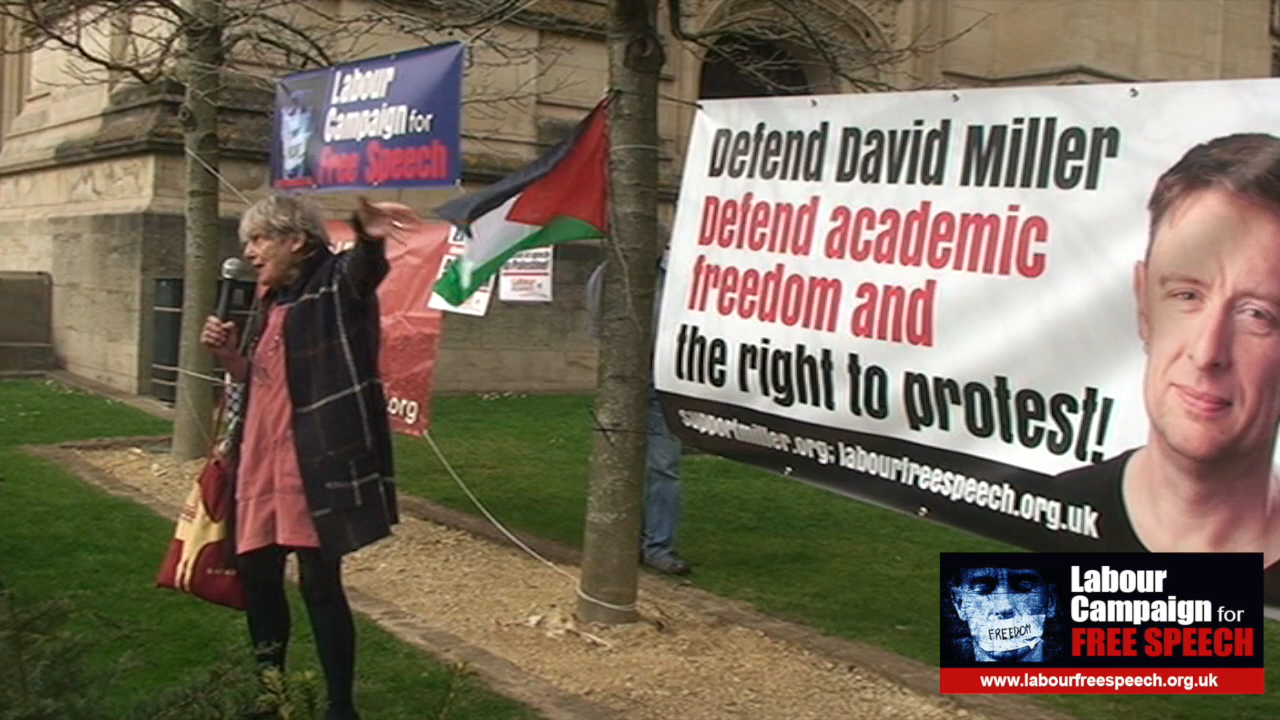 Labour
Campaign for
Free Speech
Defend David Miller
Defend academic
freedom and
the right to protest!
supportmiller.org; labourfreespeech.org.uk
.org
Labour
Campaign for
FREE SPEECH
FREEDOM
www.labourfreespeech.org.uk